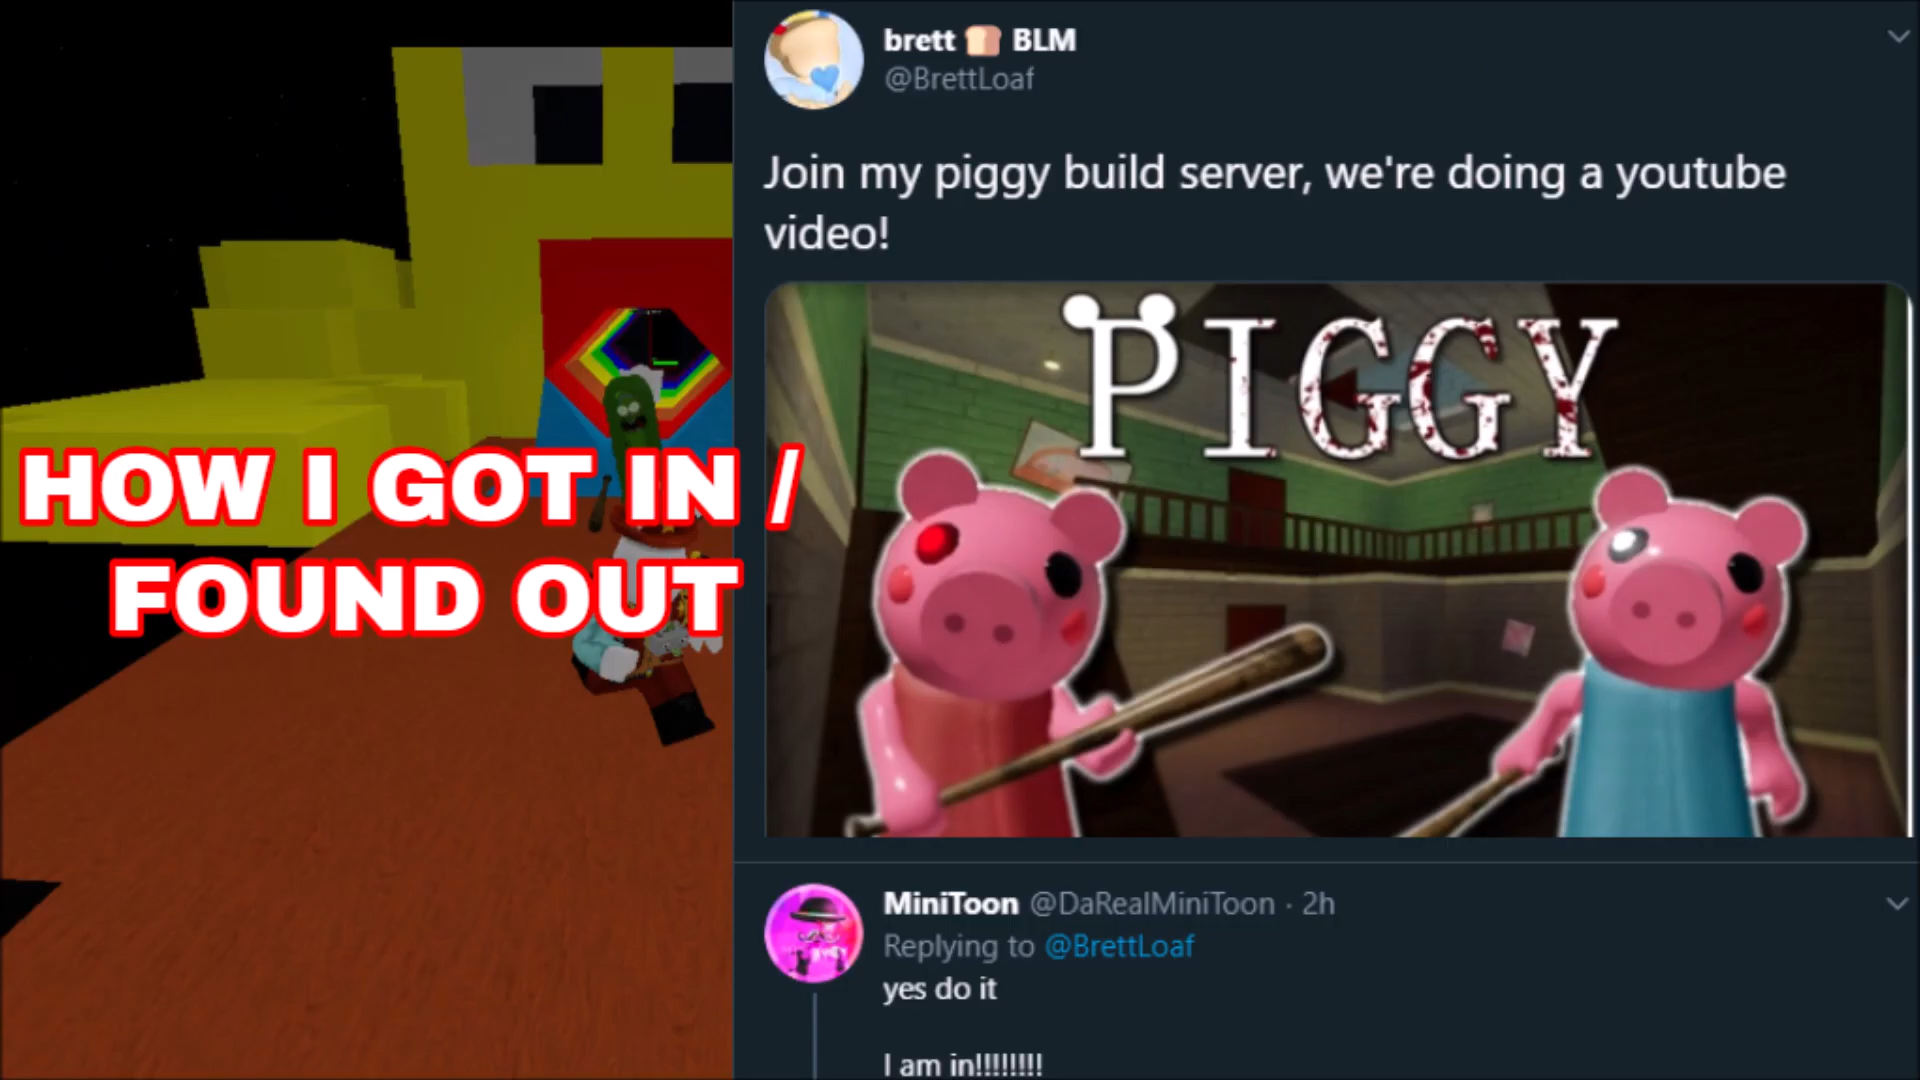 HOW I GOT IN /
FOUND OUT
brett 🍞 BLM
@BrettLoaf
Join my piggy build server, we're doing a youtube
video!
PIGGY
MiniToon @DaRealMiniToon · 2h
Replying to @BrettLoaf
yes do it
I am in!!!!!!!!